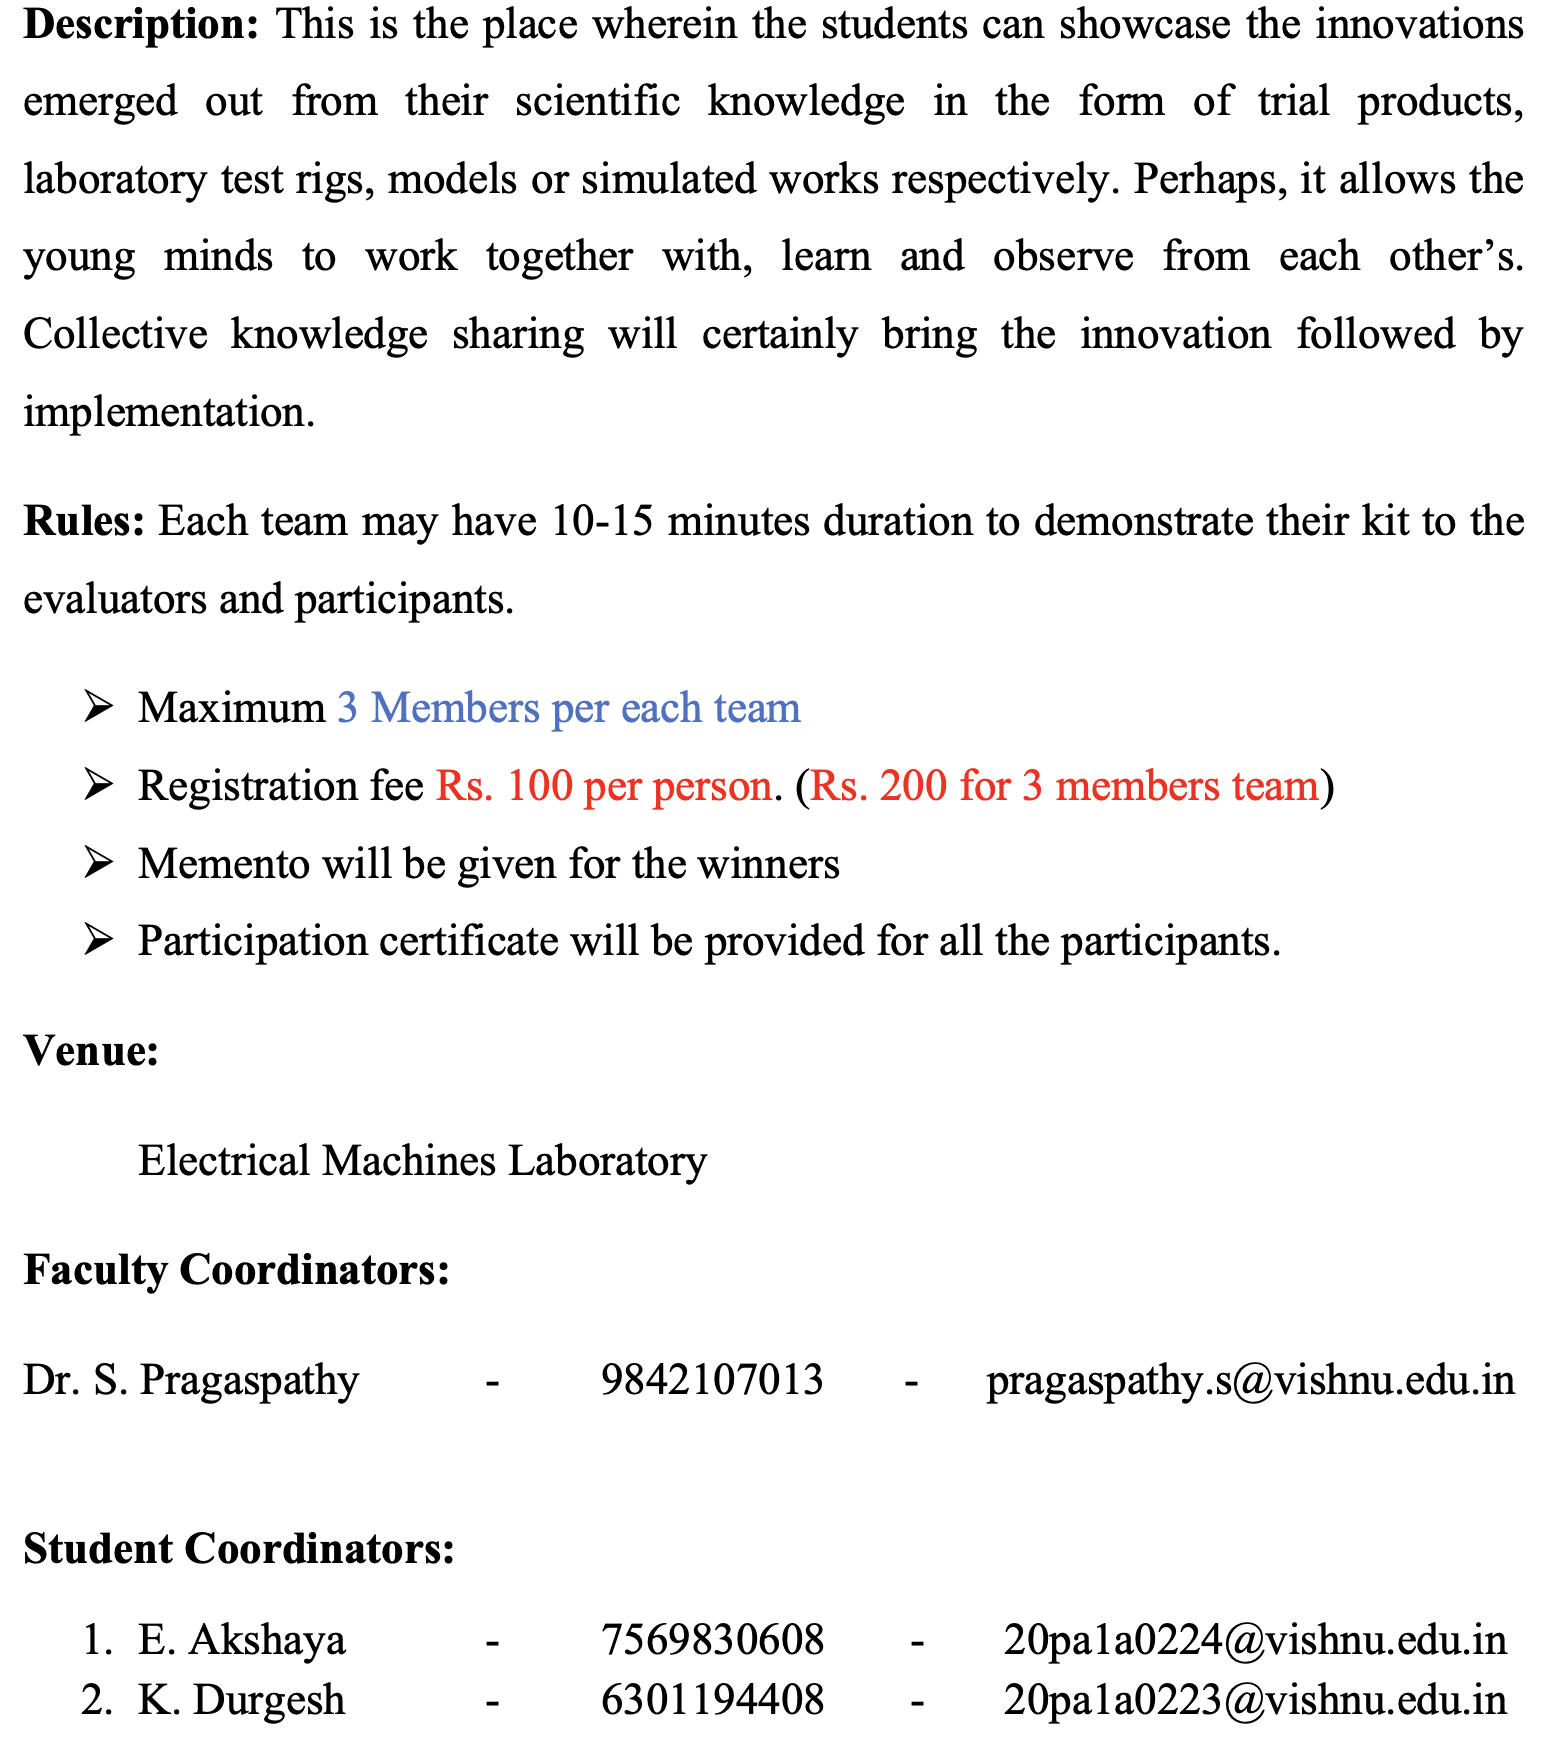 Description: This is the place wherein the students can showcase the innovations
emerged out from their scientific knowledge in the form of trial products,
laboratory test rigs, models or simulated works respectively. Perhaps, it allows the
young minds to work together with, learn and observe from each other’s.
Collective knowledge sharing will certainly bring the innovation followed by
implementation.
Rules: Each team may have 10-15 minutes duration to demonstrate their kit to the
evaluators and participants.
➢ Maximum 3 Members per each team
➢ Registration fee Rs. 100 per person. (Rs. 200 for 3 members team)
➢ Memento will be given for the winners
➢ Participation certificate will be provided for all the participants.
Venue:
Electrical Machines Laboratory
Faculty Coordinators:
Dr. S. Pragaspathy - 9842107013 - pragaspathy.s@vishnu.edu.in
Student Coordinators:
1. E. Akshaya - 7569830608 - 20pa1a0224@vishnu.edu.in
2. K. Durgesh - 6301194408 - 20pa1a0223@vishnu.edu.in